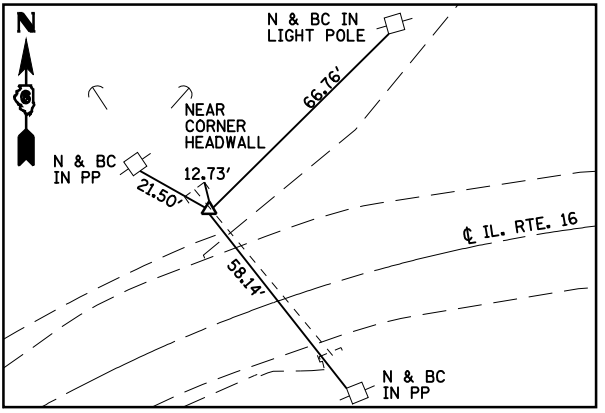 N
N & BC IN
LIGHT POLE
66.76'
NEAR
CORNER
HEADWALL
N & BC
IN PP
12.73'
21.50'
℄ IL. RTE. 16
58.14'
N & BC
IN PP